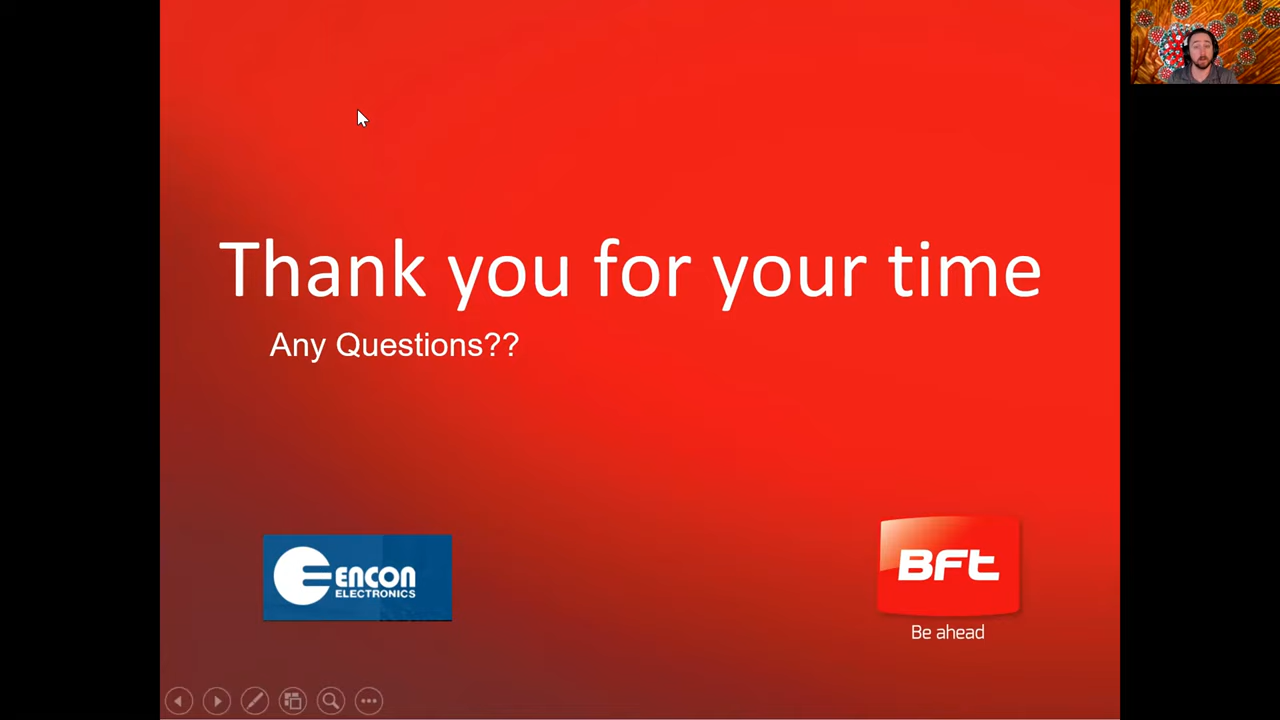 Thank you for your time
Any Questions??
ENCON
ELECTRONICS
BFt
Be ahead